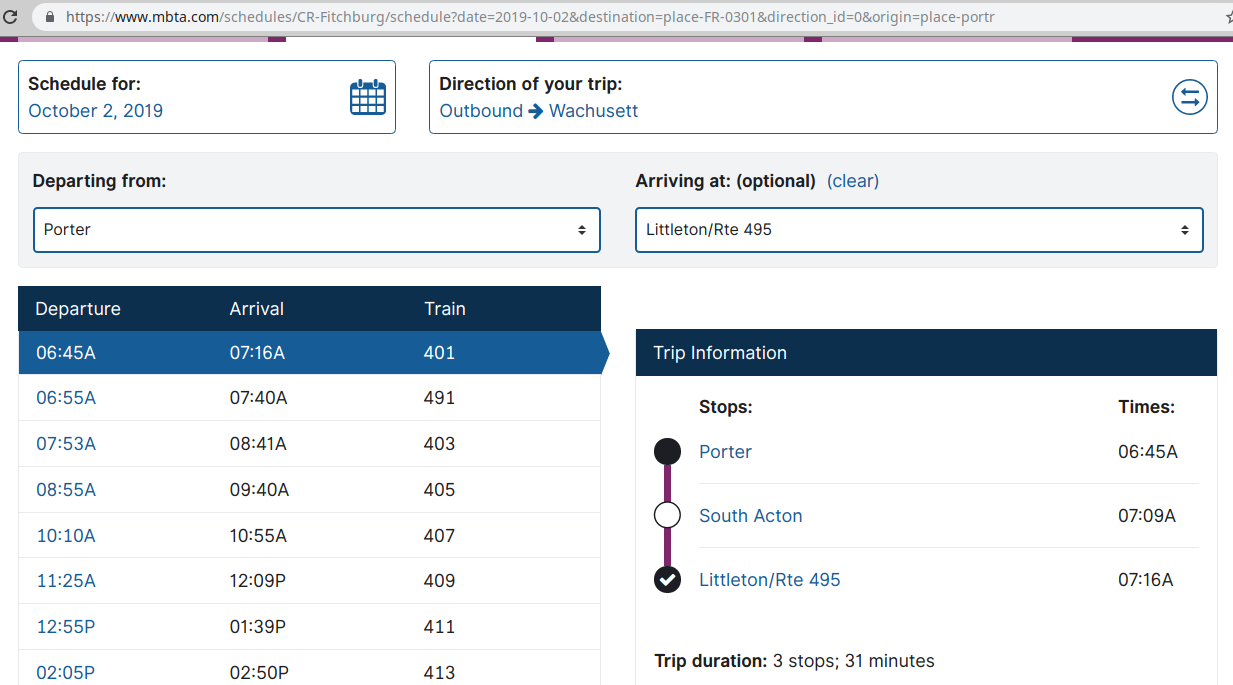 https://www.mbta.com/schedules/CR-Fitchburg/schedule?date=2019-10-02&destination=place-FR-0301&direction_id=0&origin=place-portr
Schedule for:
October 2, 2019
Direction of your trip:
Outbound → Wachusett
Departing from:
Porter
Arriving at: (optional) (clear)
Littleton/Rte 495
Departure Arrival Train
06:45A 07:16A 401
06:55A 07:40A 491
07:53A 08:41A 403
08:55A 09:40A 405
10:10A 10:55A 407
11:25A 12:09P 409
12:55P 01:39P 411
02:05P 02:50P 413
Trip Information
Stops: Times:
Porter 06:45A
South Acton 07:09A
Littleton/Rte 495 07:16A
Trip duration: 3 stops; 31 minutes